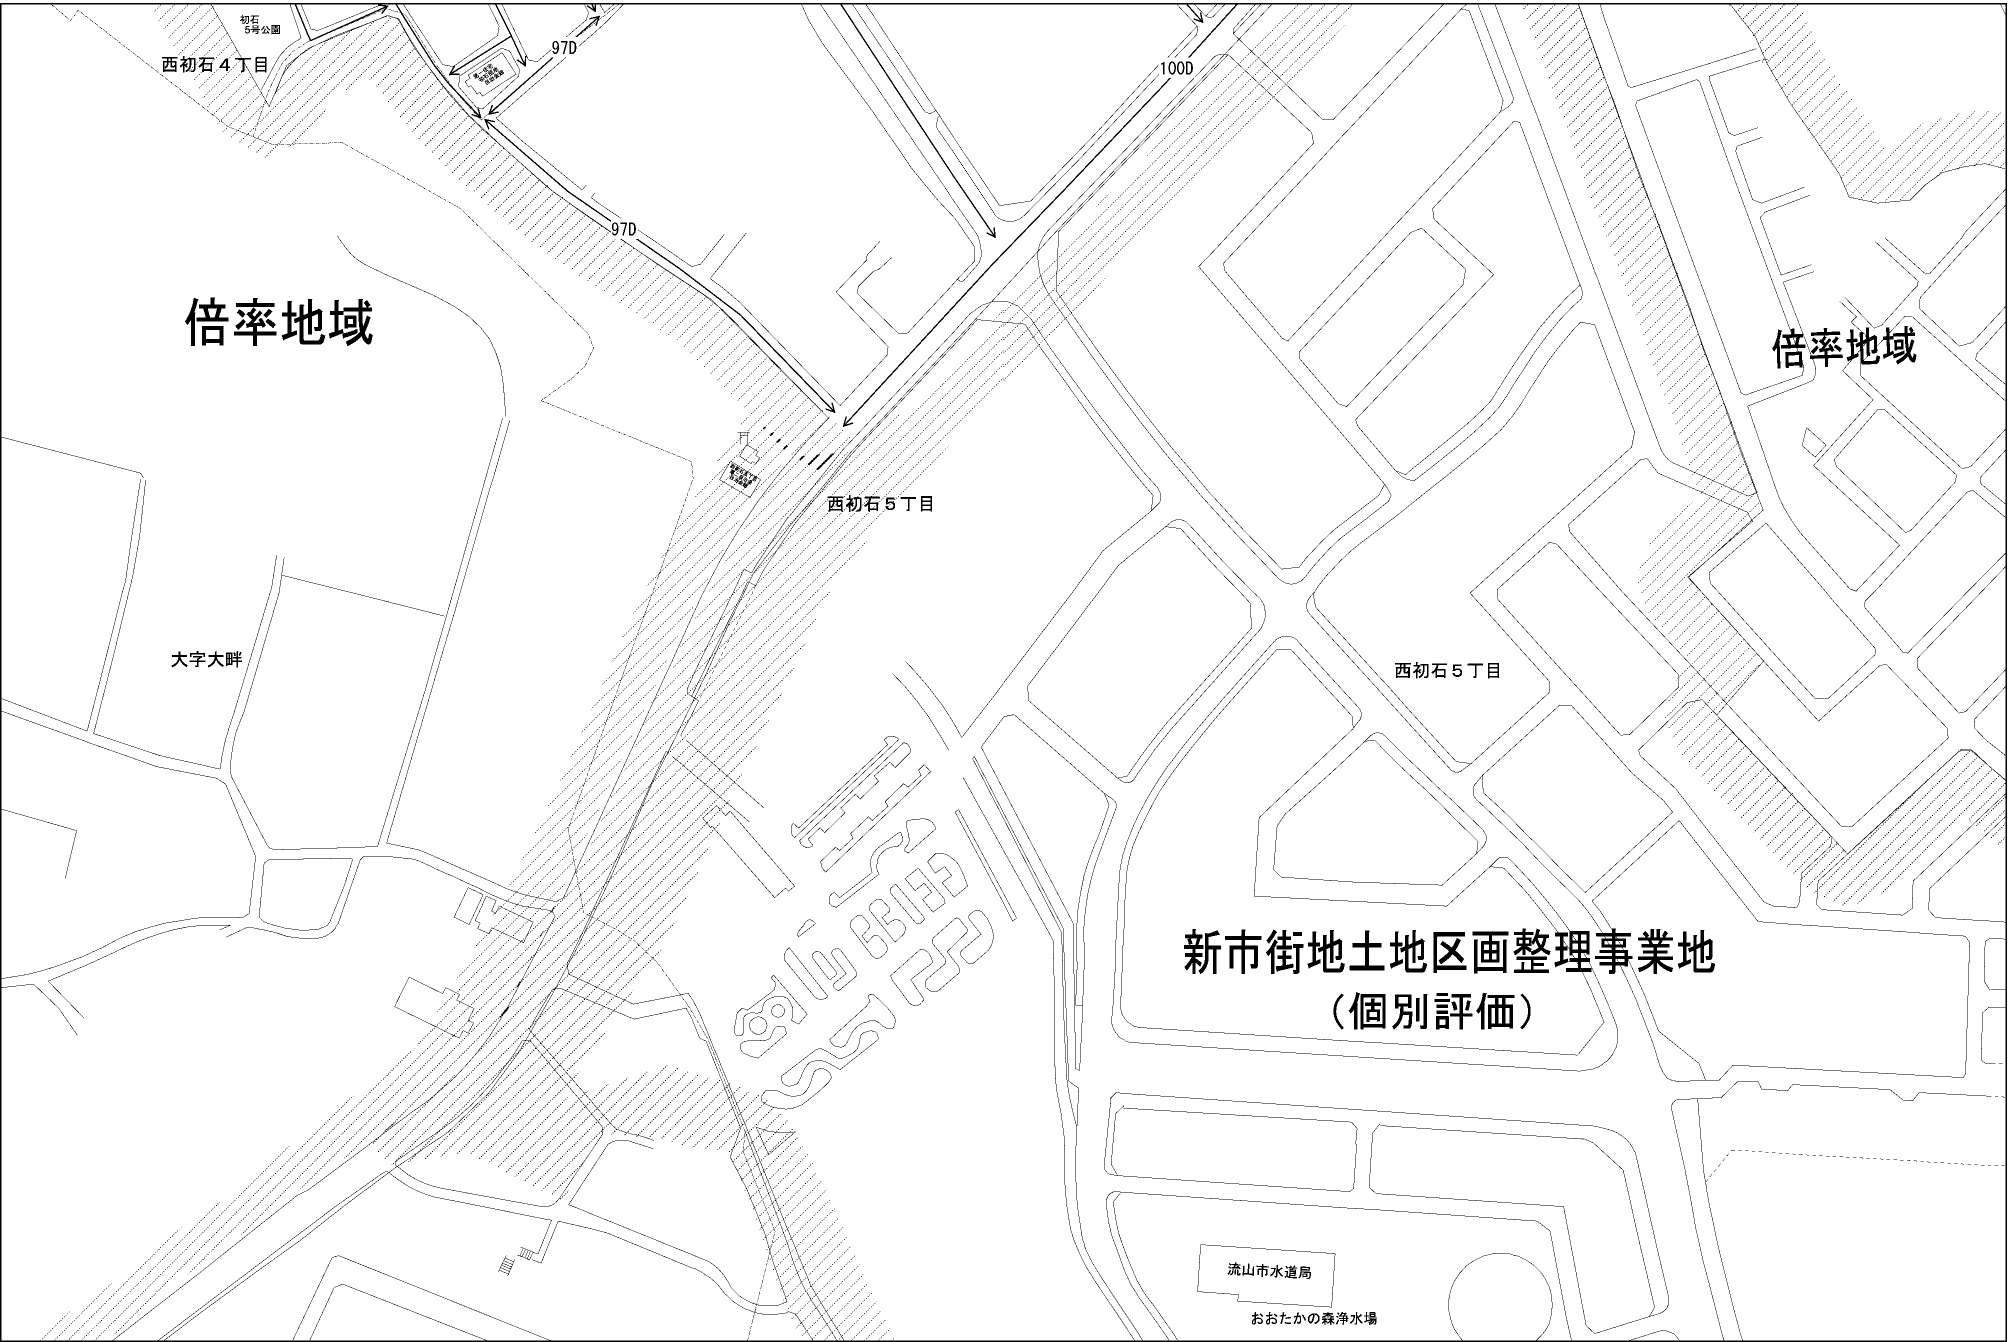 初石
5号公園
西初石４丁目
97D
100D
97D
倍率地域
倍率地域
西初石５丁目
大字大畔
西初石５丁目
新市街地土地区画整理事業地
（個別評価）
流山市水道局
おおたかの森浄水場